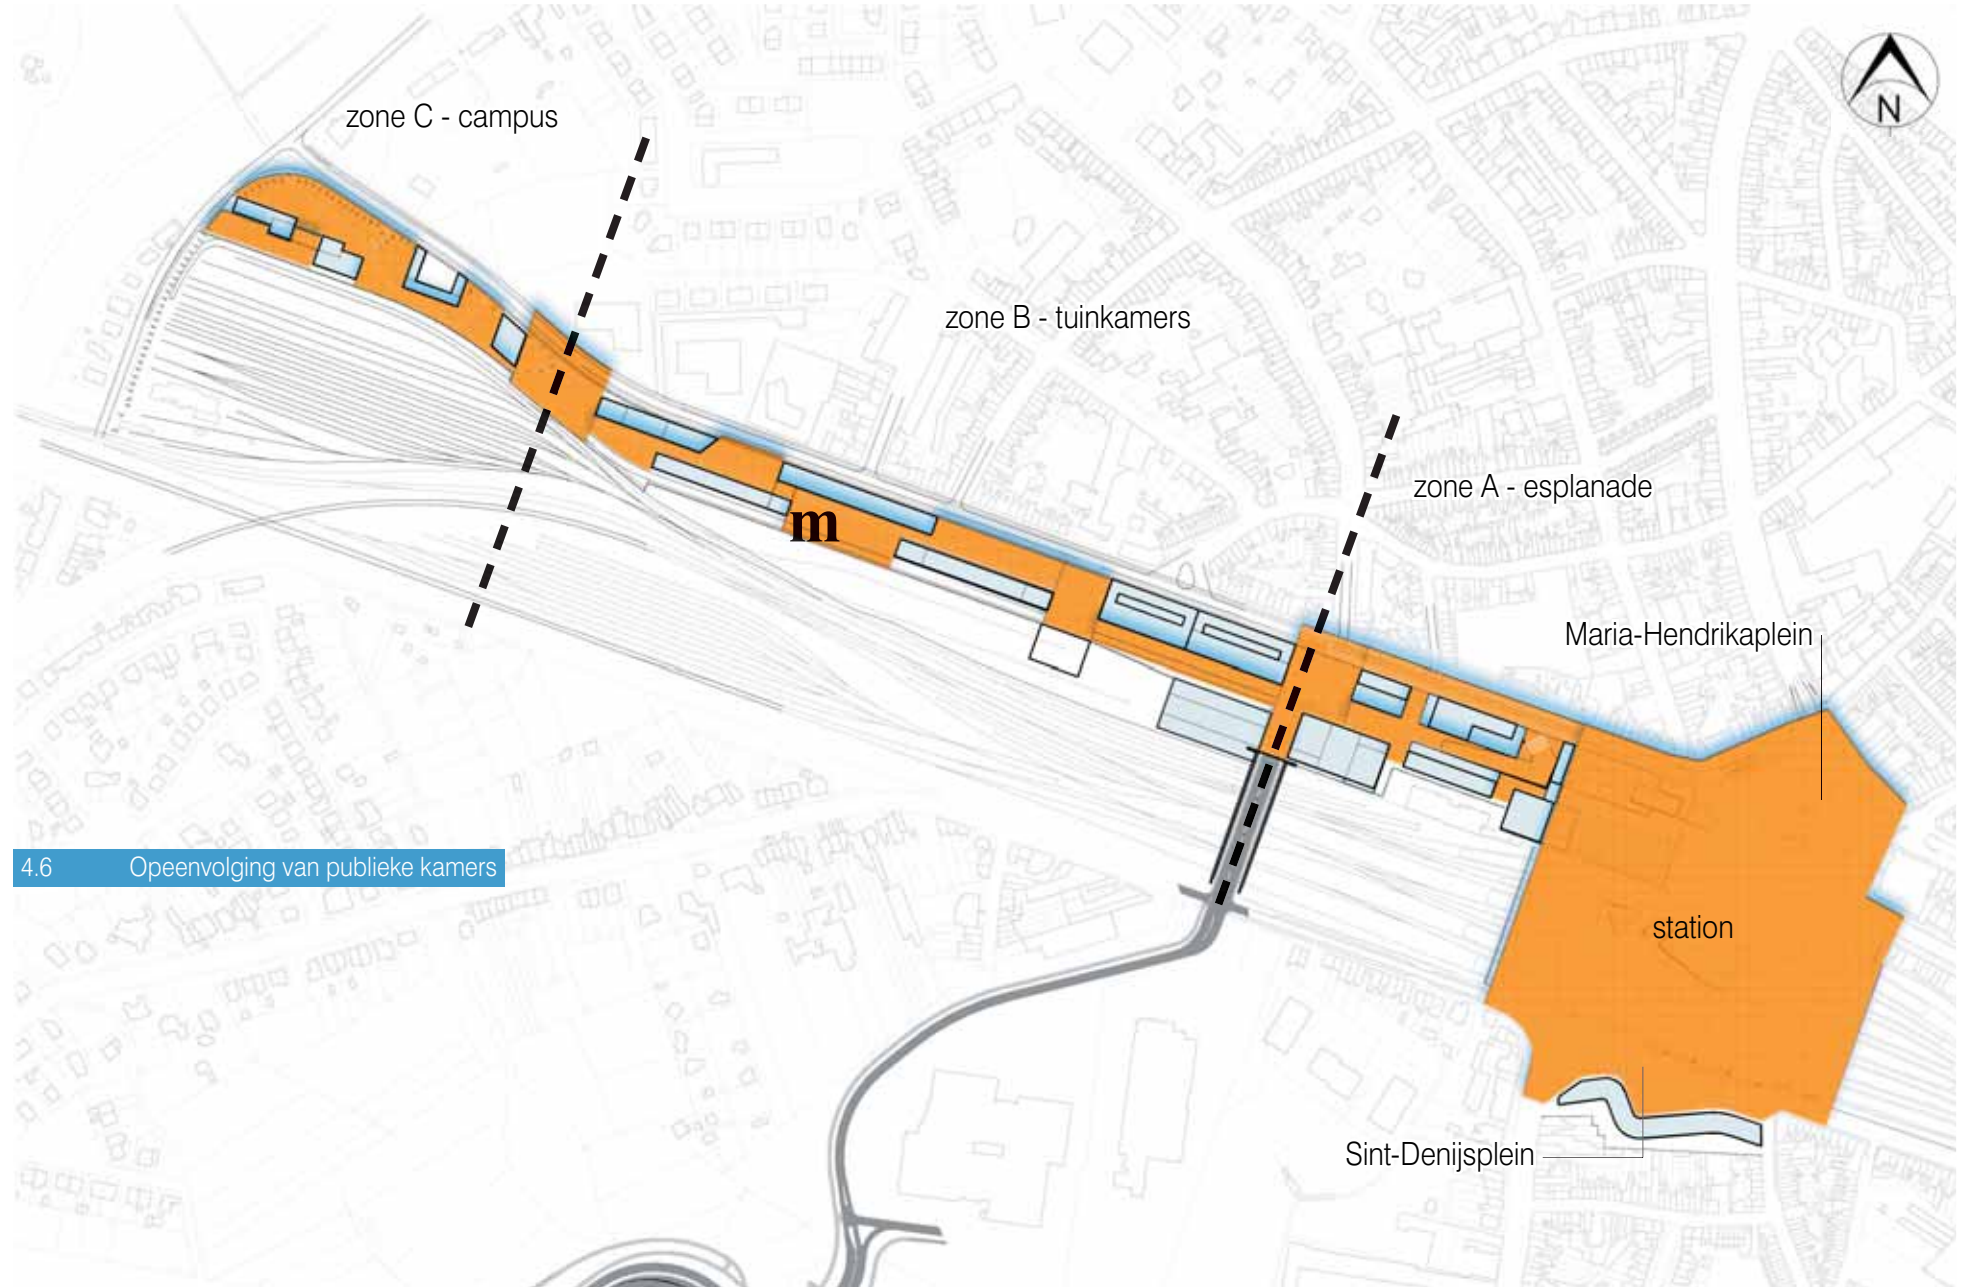 N
zone C - campus
zone B - tuinkamers
zone A - esplanade
m
Maria-Hendrikaplein
4.6 Opeenvolging van publieke kamers
station
Sint-Denijsplein